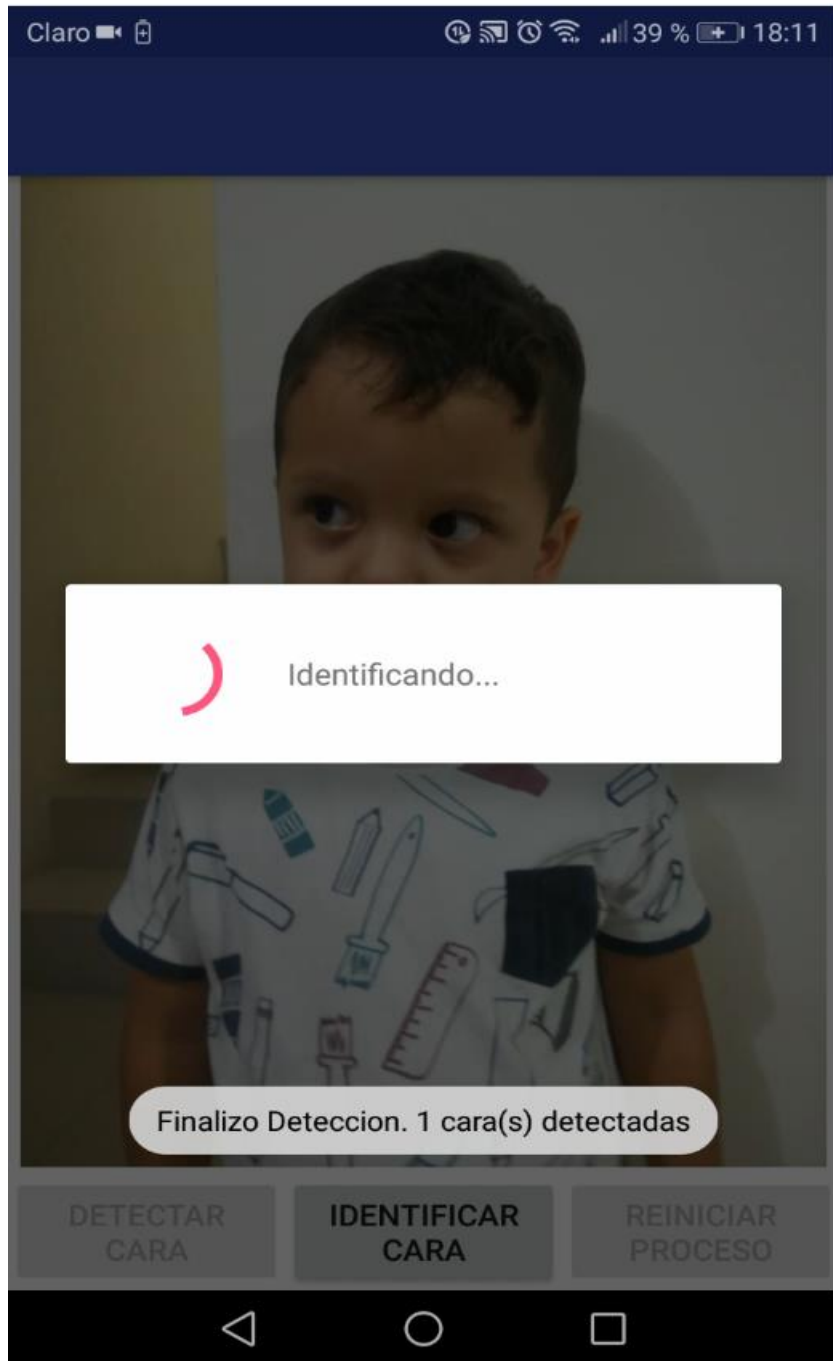 Claro 39 % 18:11
Identificando...
Finalizo Deteccion. 1 cara(s) detectadas
DETECTAR CARA
IDENTIFICAR CARA
REINICIAR PROCESO